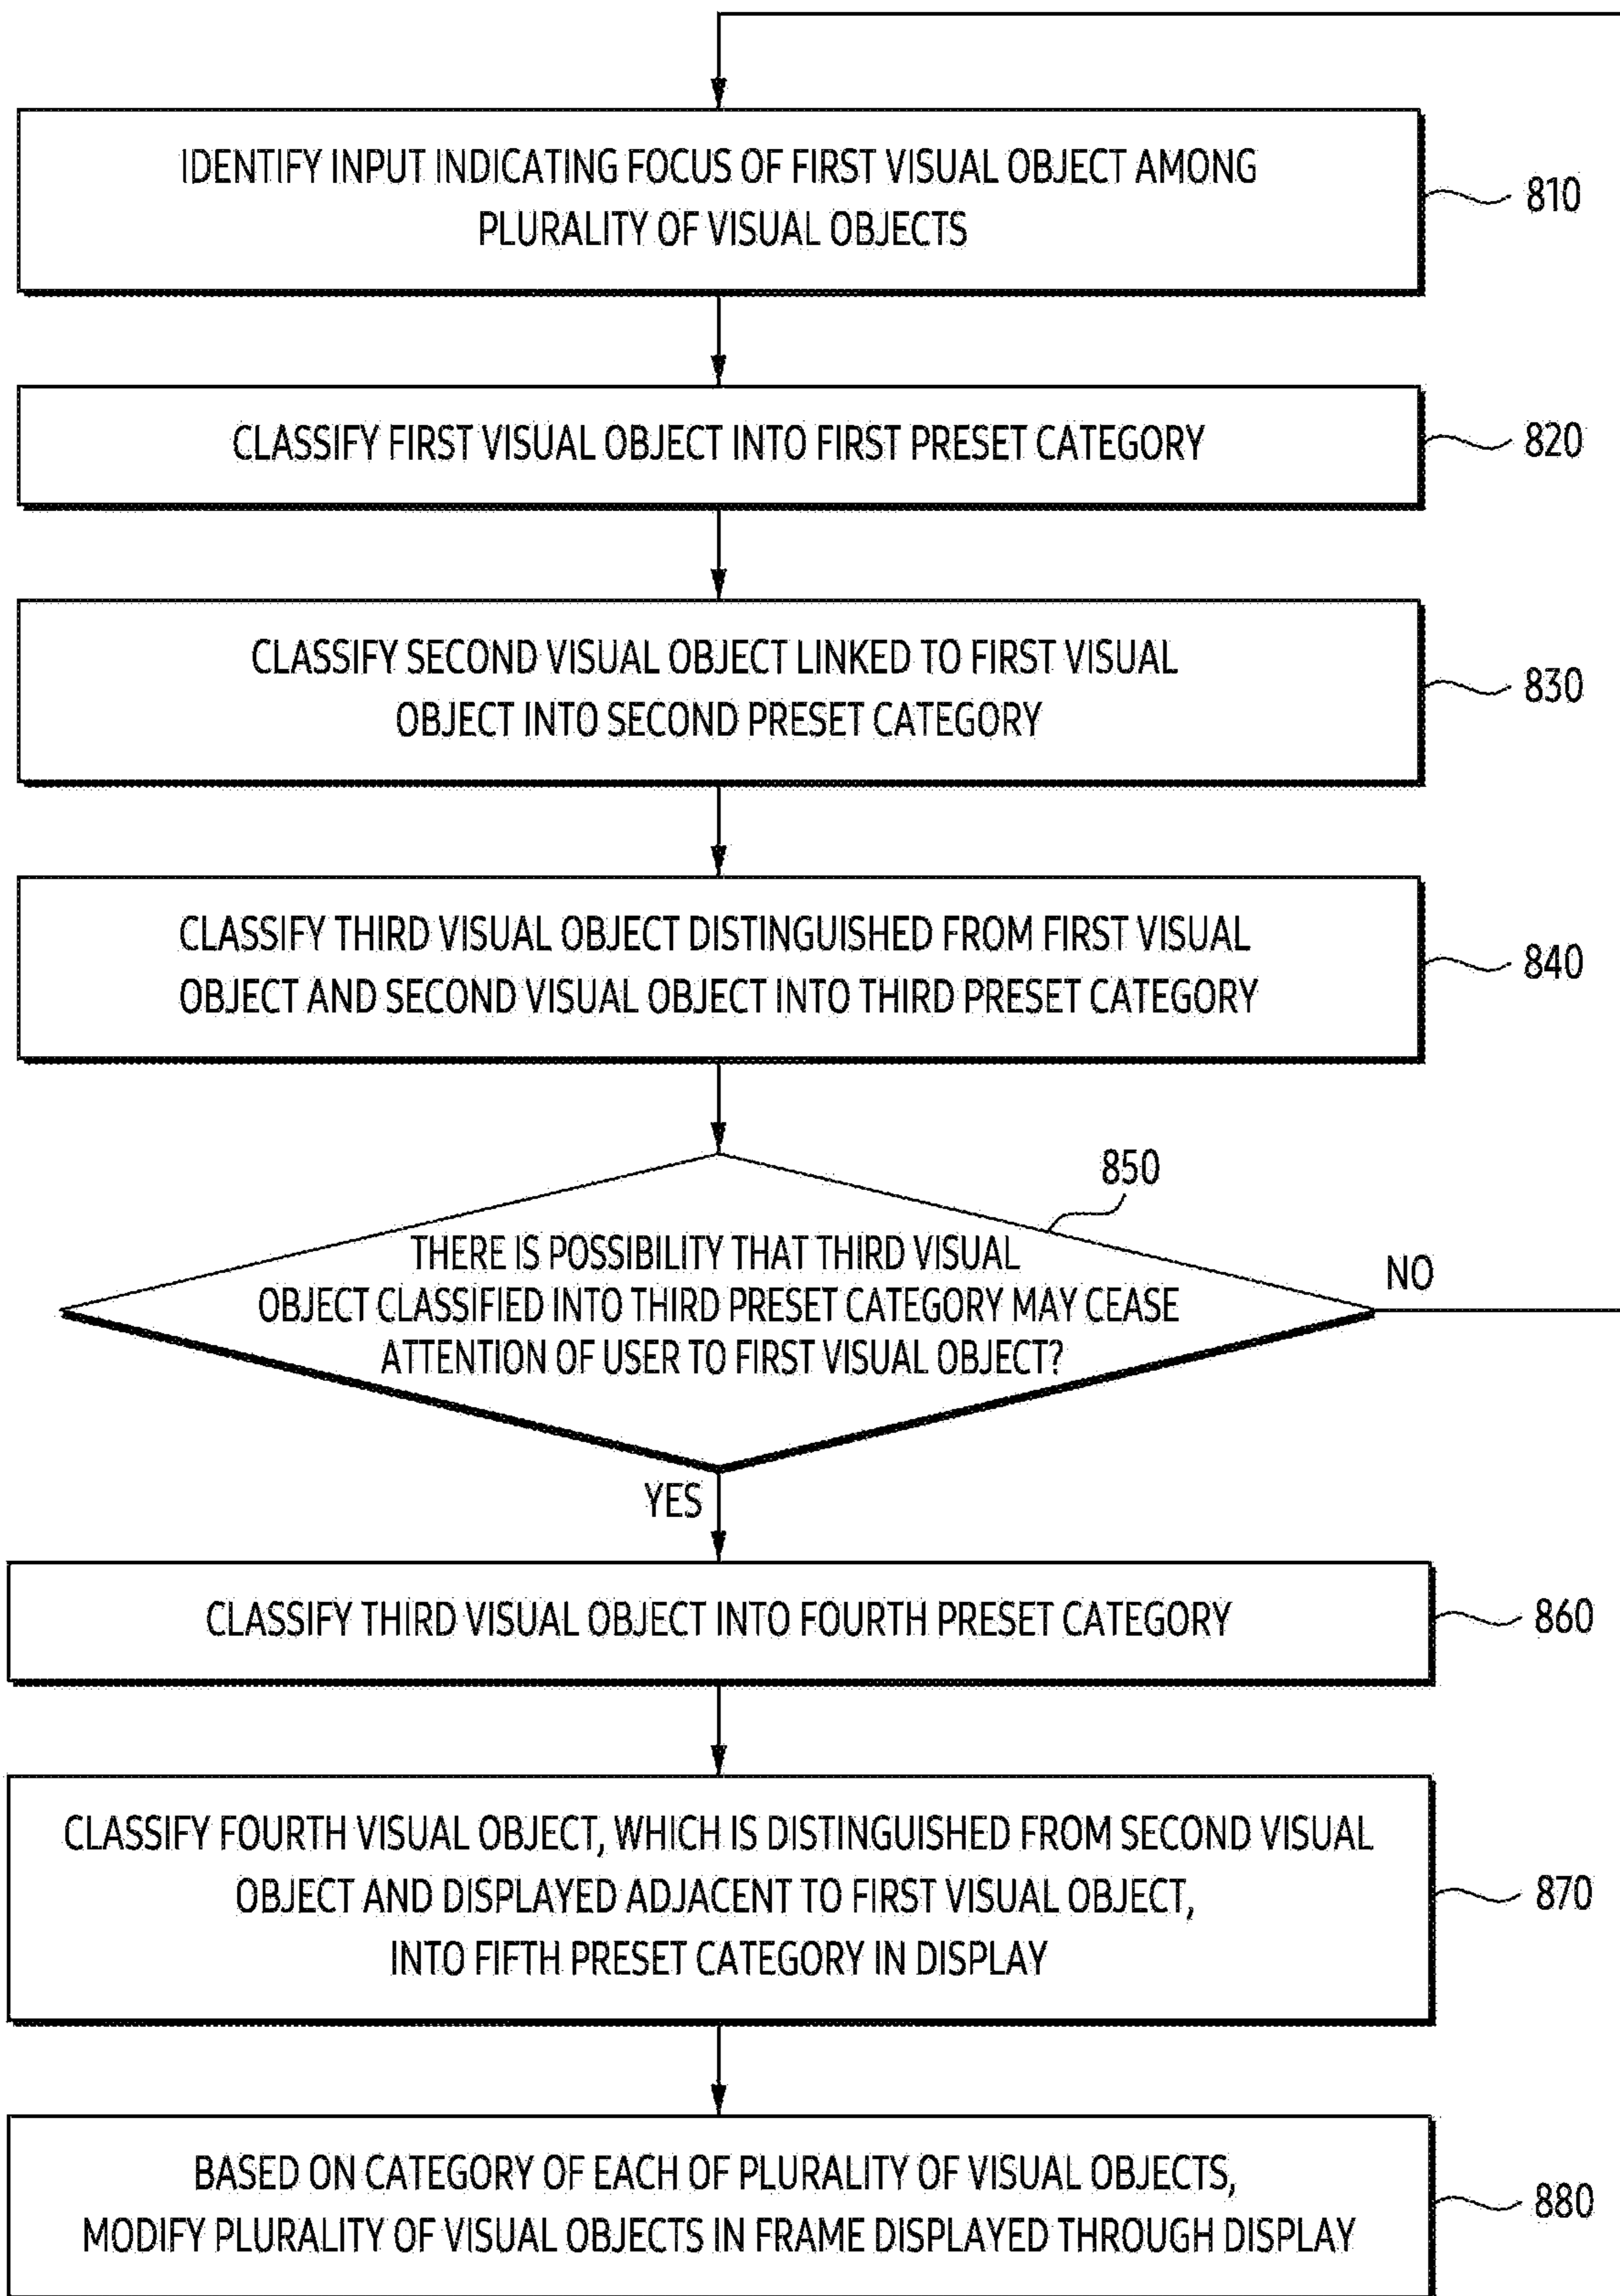 IDENTIFY INPUT INDICATING FOCUS OF FIRST VISUAL OBJECT AMONG
PLURALITY OF VISUAL OBJECTS
810
CLASSIFY FIRST VISUAL OBJECT INTO FIRST PRESET CATEGORY
820
CLASSIFY SECOND VISUAL OBJECT LINKED TO FIRST VISUAL
OBJECT INTO SECOND PRESET CATEGORY
830
CLASSIFY THIRD VISUAL OBJECT DISTINGUISHED FROM FIRST VISUAL
OBJECT AND SECOND VISUAL OBJECT INTO THIRD PRESET CATEGORY
840
850
THERE IS POSSIBILITY THAT THIRD VISUAL
OBJECT CLASSIFIED INTO THIRD PRESET CATEGORY MAY CEASE
ATTENTION OF USER TO FIRST VISUAL OBJECT?
NO
YES
CLASSIFY THIRD VISUAL OBJECT INTO FOURTH PRESET CATEGORY
860
CLASSIFY FOURTH VISUAL OBJECT, WHICH IS DISTINGUISHED FROM SECOND VISUAL
OBJECT AND DISPLAYED ADJACENT TO FIRST VISUAL OBJECT,
INTO FIFTH PRESET CATEGORY IN DISPLAY
870
BASED ON CATEGORY OF EACH OF PLURALITY OF VISUAL OBJECTS,
MODIFY PLURALITY OF VISUAL OBJECTS IN FRAME DISPLAYED THROUGH DISPLAY
880